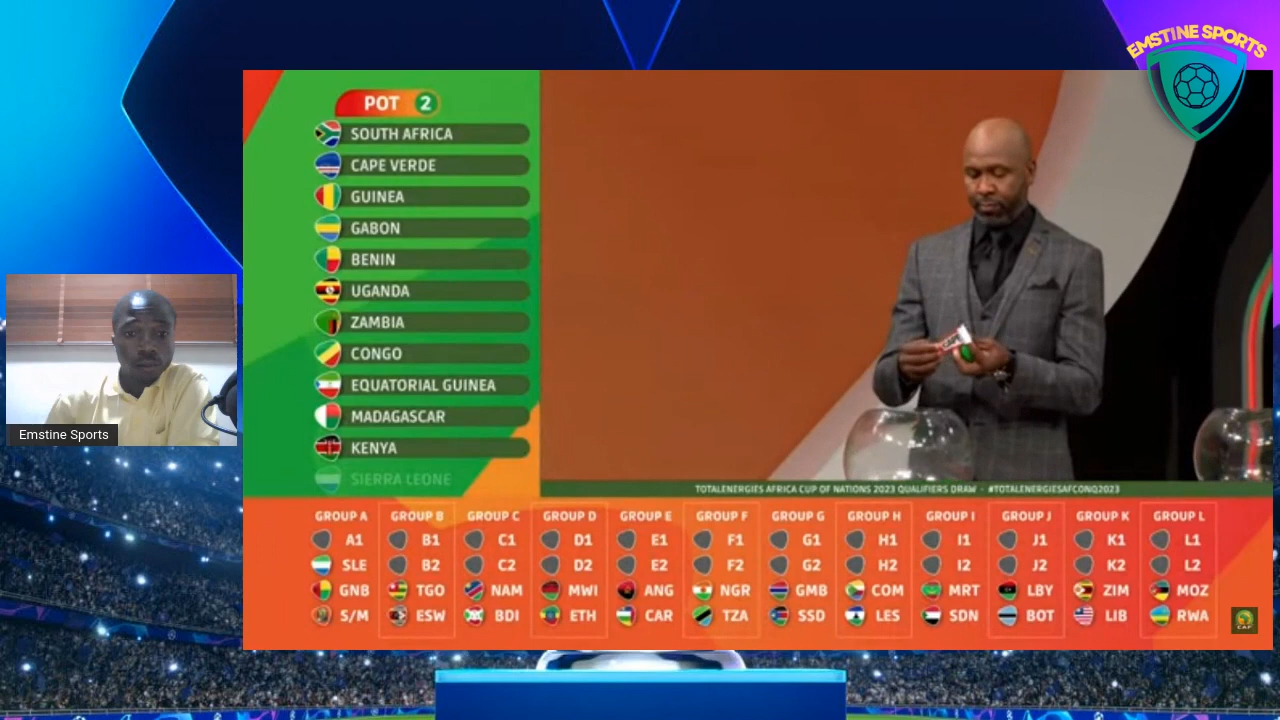 EMSTINE SPORTS
POT 2
SOUTH AFRICA
CAPE VERDE
GUINEA
GABON
BENIN
UGANDA
ZAMBIA
CONGO
EQUATORIAL GUINEA
MADAGASCAR
KENYA
SIERRA LEONE
Emstine Sports
TOTALENERGIES AFRICA CUP OF NATIONS 2023 QUALIFIERS DRAW - #TOTALENERGIESAFCONQ2023
GROUP A GROUP B GROUP C GROUP D GROUP E GROUP F GROUP G GROUP H GROUP I GROUP J GROUP K GROUP L
A1 B1 C1 D1 E1 F1 G1 H1 I1 J1 K1 L1
SLE B2 C2 D2 E2 F2 G2 H2 I2 J2 K2 L2
GNB TGO NAM MWI ANG NGR GMB COM MRT LBY ZIM MOZ
S/M ESW BDI ETH CAR TZA SSD LES SDN BOT LIB RWA
CAF